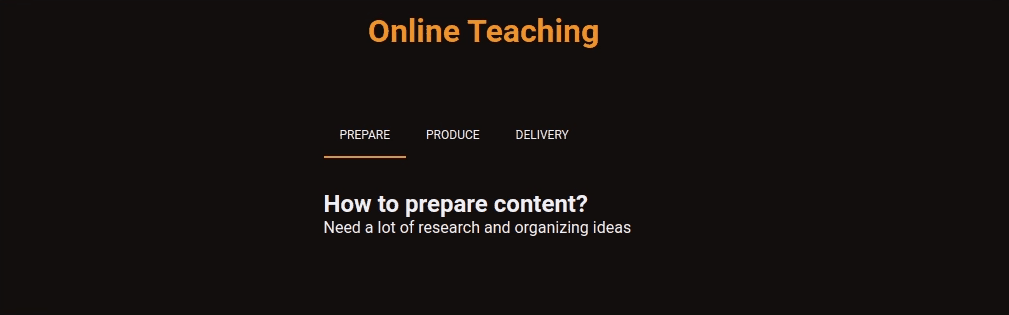 Online Teaching
PREPARE PRODUCE DELIVERY
How to prepare content?
Need a lot of research and organizing ideas